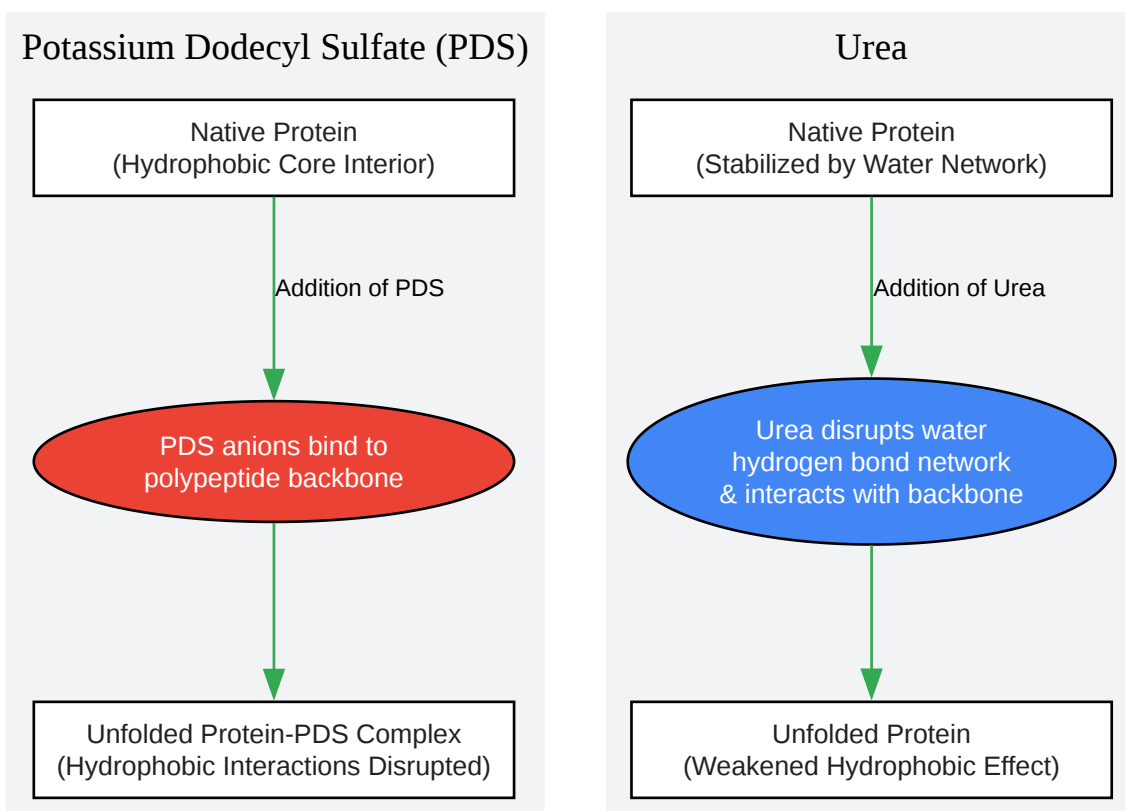 Potassium Dodecyl Sulfate (PDS)
Native Protein
(Hydrophobic Core Interior)
Addition of PDS
PDS anions bind to
polypeptide backbone
Unfolded Protein-PDS Complex
(Hydrophobic Interactions Disrupted)
Urea
Native Protein
(Stabilized by Water Network)
Addition of Urea
Urea disrupts water
hydrogen bond network
& interacts with backbone
Unfolded Protein
(Weakened Hydrophobic Effect)